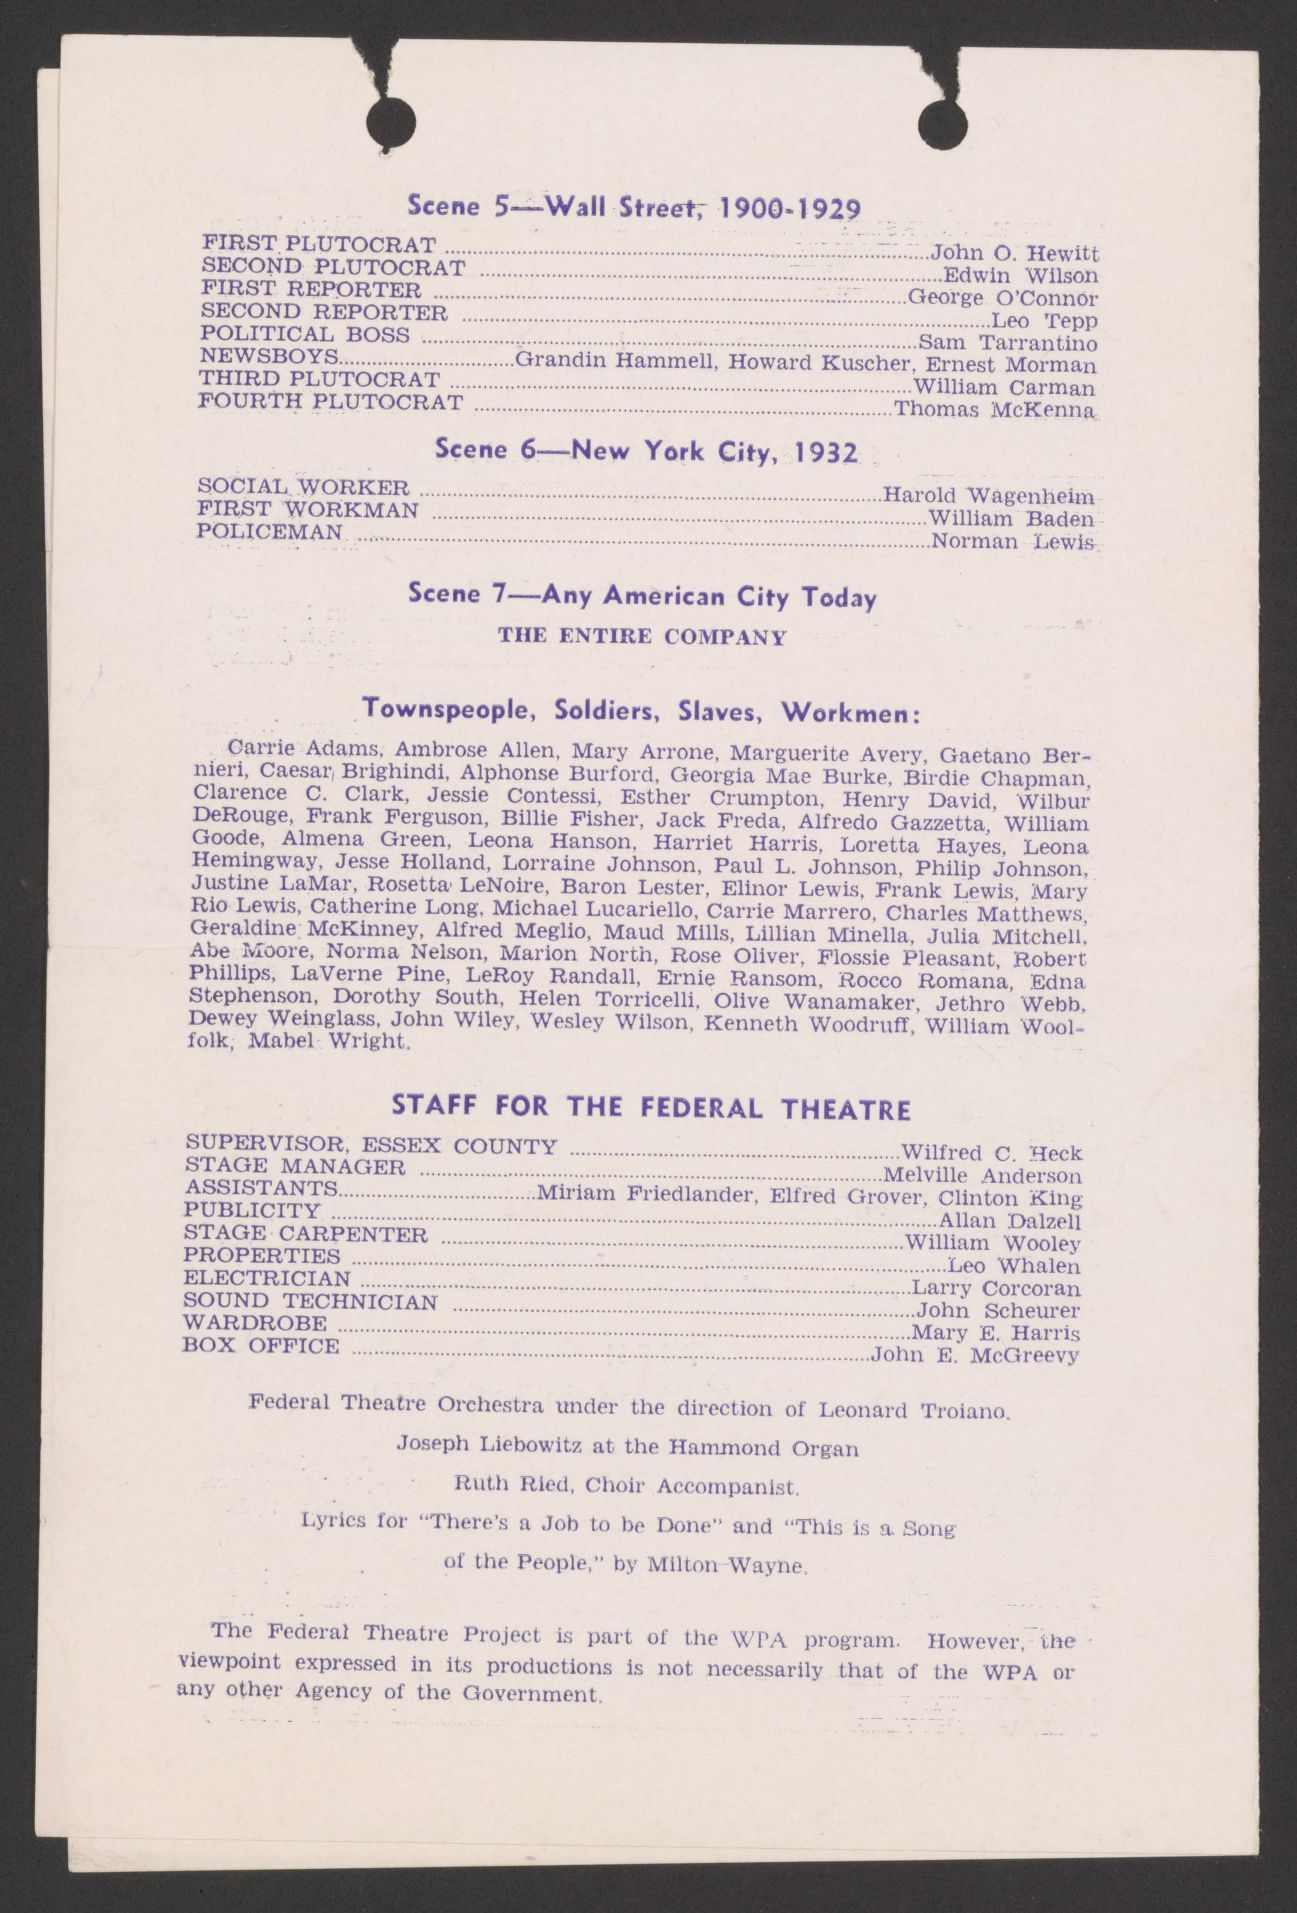 Scene 5—Wall Street, 1900-1929
FIRST PLUTOCRAT ........ John O. Hewitt
SECOND PLUTOCRAT ........ Edwin Wilson
FIRST REPORTER ........ George O'Connor
SECOND REPORTER ........ Leo Tepp
POLITICAL BOSS ........ Sam Tarrantino
NEWSBOYS ........ Grandin Hammell, Howard Kuscher, Ernest Morman
THIRD PLUTOCRAT ........ William Carman
FOURTH PLUTOCRAT ........ Thomas McKenna
Scene 6—New York City, 1932
SOCIAL WORKER ........ Harold Wagenheim
FIRST WORKMAN ........ William Baden
POLICEMAN ........ Norman Lewis
Scene 7—Any American City Today
THE ENTIRE COMPANY
Townspeople, Soldiers, Slaves, Workmen:
Carrie Adams, Ambrose Allen, Mary Arrone, Marguerite Avery, Gaetano Ber-
nieri, Caesar Brighindi, Alphonse Burford, Georgia Mae Burke, Birdie Chapman,
Clarence C. Clark, Jessie Contessi, Esther Crumpton, Henry David, Wilbur
DeRouge, Frank Ferguson, Billie Fisher, Jack Freda, Alfredo Gazzetta, William
Goode, Almena Green, Leona Hanson, Harriet Harris, Loretta Hayes, Leona
Hemingway, Jesse Holland, Lorraine Johnson, Paul L. Johnson, Philip Johnson,
Justine LaMar, Rosetta LeNoire, Baron Lester, Elinor Lewis, Frank Lewis, Mary
Rio Lewis, Catherine Long, Michael Lucariello, Carrie Marrero, Charles Matthews,
Geraldine McKinney, Alfred Meglio, Maud Mills, Lillian Minella, Julia Mitchell,
Abe Moore, Norma Nelson, Marion North, Rose Oliver, Flossie Pleasant, Robert
Phillips, LaVerne Pine, LeRoy Randall, Ernie Ransom, Rocco Romana, Edna
Stephenson, Dorothy South, Helen Torricelli, Olive Wanamaker, Jethro Webb,
Dewey Weinglass, John Wiley, Wesley Wilson, Kenneth Woodruff, William Wool-
folk, Mabel Wright.
STAFF FOR THE FEDERAL THEATRE
SUPERVISOR, ESSEX COUNTY ........ Wilfred C. Heck
STAGE MANAGER ........ Melville Anderson
ASSISTANTS ........ Miriam Friedlander, Elfred Grover, Clinton King
PUBLICITY ........ Allan Dalzell
STAGE CARPENTER ........ William Wooley
PROPERTIES ........ Leo Whalen
ELECTRICIAN ........ Larry Corcoran
SOUND TECHNICIAN ........ John Scheurer
WARDROBE ........ Mary E. Harris
BOX OFFICE ........ John E. McGreevy
Federal Theatre Orchestra under the direction of Leonard Troiano.
Joseph Liebowitz at the Hammond Organ
Ruth Ried, Choir Accompanist.
Lyrics for "There's a Job to be Done" and "This is a Song
of the People," by Milton Wayne.
The Federal Theatre Project is part of the WPA program. However, the
viewpoint expressed in its productions is not necessarily that of the WPA or
any other Agency of the Government.